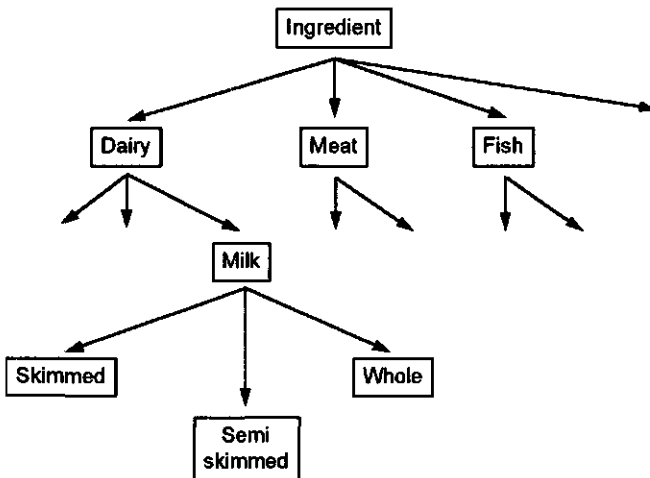 Ingredient
Dairy
Meat
Fish
Milk
Skimmed
Whole
Semi
skimmed